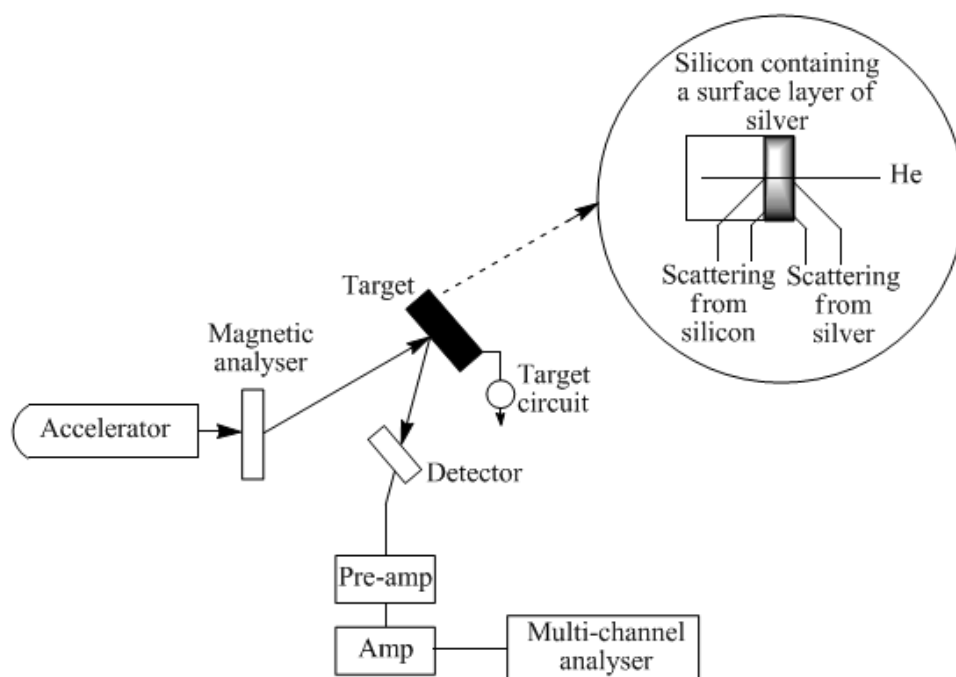 Silicon containing
a surface layer of
silver
He
Scattering
from
silicon
Scattering
from
silver
Target
Magnetic
analyser
Target
circuit
Accelerator
Detector
Pre-amp
Amp
Multi-channel
analyser